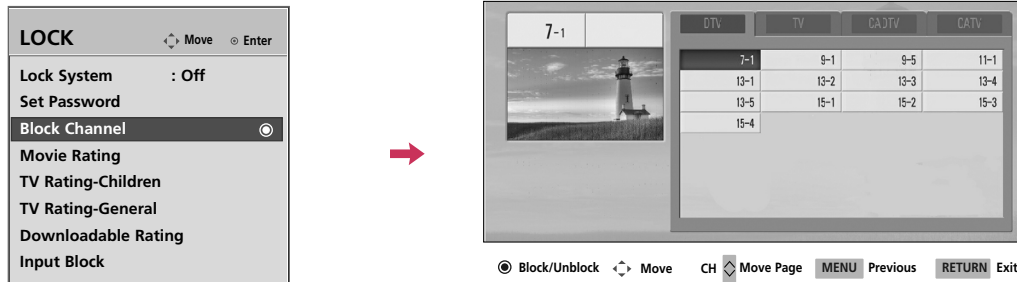 LOCK
Move Enter
Lock System : Off
Set Password
Block Channel
Movie Rating
TV Rating-Children
TV Rating-General
Downloadable Rating
Input Block
7-1
DTV TV CADTV CATV
7-1 9-1 9-5 11-1
13-1 13-2 13-3 13-4
13-5 15-1 15-2 15-3
15-4
Block/Unblock Move CH Move Page MENU Previous RETURN Exit